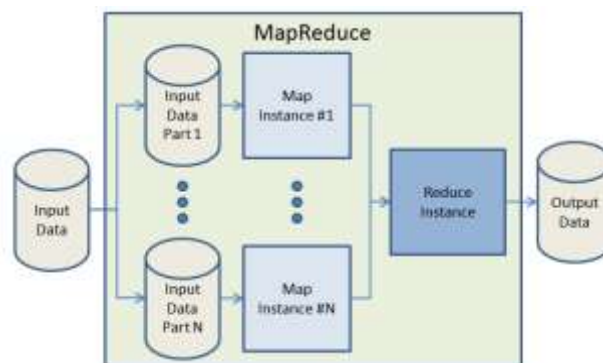 MapReduce
Input
Data
Part 1
Map
Instance #1
Input
Data
Reduce
Instance
Output
Data
Input
Data
Part N
Map
Instance #N